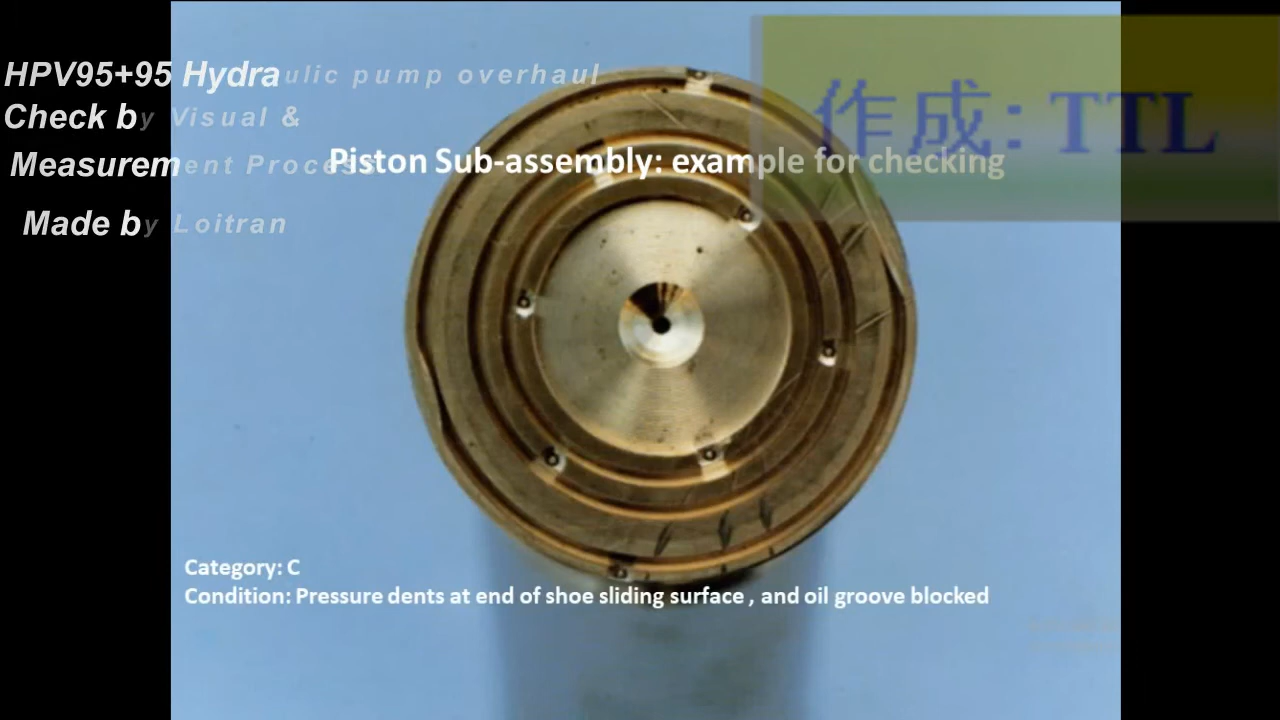 HPV95+95 Hydraulic pump overhaul
Check by Visual &
Measurement Process
Made by Loitran
作成: TTL
Piston Sub-assembly: example for checking
Category: C
Condition: Pressure dents at end of shoe sliding surface , and oil groove blocked